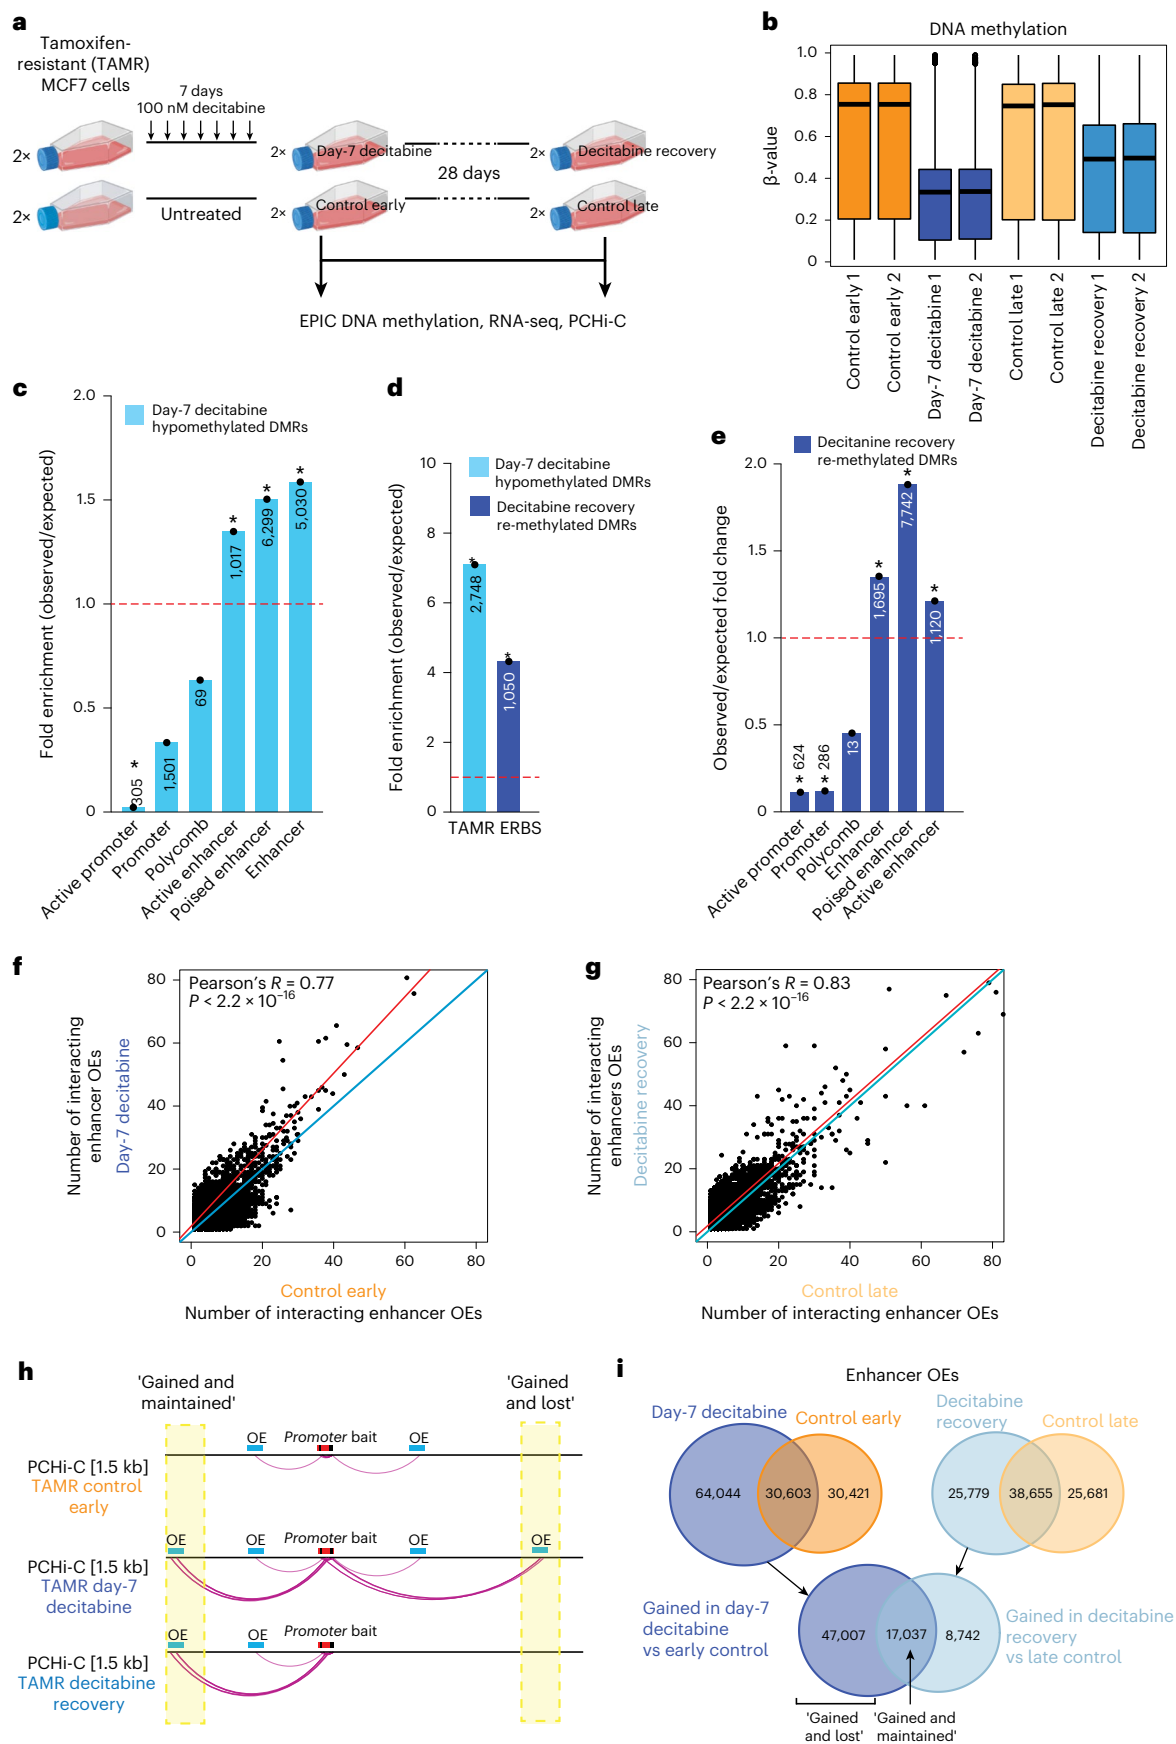 a
Tamoxifen-
resistant (TAMR)
MCF7 cells
7 days
100 nM decitabine
2×
2×
Day-7 decitabine
2×
Decitabine recovery
28 days
2×
Untreated
2×
Control early
2×
Control late
EPIC DNA methylation, RNA-seq, PCHi-C
b
DNA methylation
β-value
1.0
0.8
0.6
0.4
0.2
0
Control early 1
Control early 2
Day-7 decitabine 1
Day-7 decitabine 2
Control late 1
Control late 2
Decitabine recovery 1
Decitabine recovery 2
c
Fold enrichment (observed/expected)
2.0
1.5
1.0
0.5
0
Day-7 decitabine
hypomethylated DMRs
*
305
1,501
69
*
1,017
*
6,299
*
5,030
Active promoter
Promoter
Polycomb
Active enhancer
Poised enhancer
Enhancer
d
Fold enrichment (observed/expected)
10
8
6
4
2
0
Day-7 decitabine
hypomethylated DMRs
Decitabine recovery
re-methylated DMRs
*
2,748
*
1,050
TAMR ERBS
e
Observed/expected fold change
2.0
1.5
1.0
0.5
0
Decitanine recovery
re-methylated DMRs
* 624
* 286
13
*
1,695
*
7,742
*
1,120
Active promoter
Promoter
Polycomb
Enhancer
Poised enahncer
Active enhancer
f
Pearson's R = 0.77
P < 2.2 × 10−16
Number of interacting
enhancer OEs
Day-7 decitabine
80
60
40
20
0
0 20 40 60 80
Control early
Number of interacting enhancer OEs
g
Pearson's R = 0.83
P < 2.2 × 10−16
Number of interacting
enhancers OEs
Decitabine recovery
80
60
40
20
0
0 20 40 60 80
Control late
Number of interacting enhancer OEs
h
'Gained and
maintained'
'Gained
and lost'
OE Promoter bait OE
PCHi-C [1.5 kb]
TAMR control
early
OE OE Promoter bait OE OE
PCHi-C [1.5 kb]
TAMR day-7
decitabine
OE OE Promoter bait
PCHi-C [1.5 kb]
TAMR decitabine
recovery
i
Enhancer OEs
Day-7 decitabine
Control early
Decitabine
recovery
Control late
64,044 30,603 30,421
25,779 38,655 25,681
Gained in day-7
decitabine
vs early control
47,007 17,037 8,742
Gained in decitabine
recovery
vs late control
'Gained
and lost'
'Gained and
maintained'